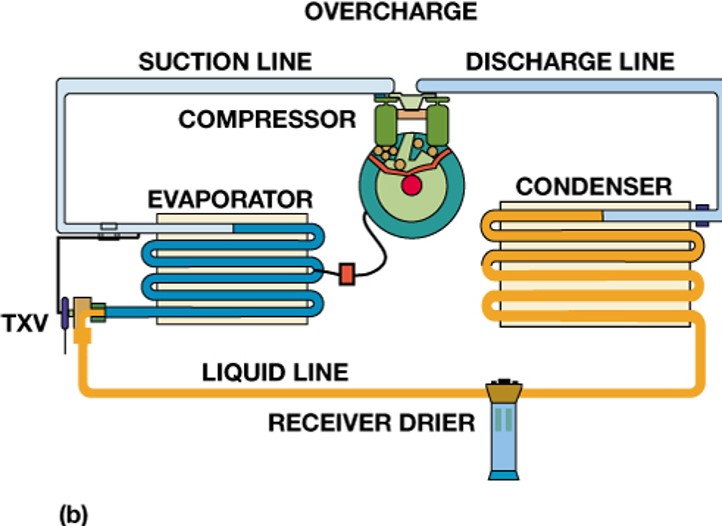 OVERCHARGE
SUCTION LINE
DISCHARGE LINE
COMPRESSOR
EVAPORATOR
CONDENSER
TXV
LIQUID LINE
RECEIVER DRIER
(b)